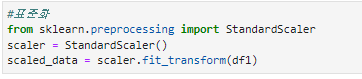 #표준화
from sklearn.preprocessing import StandardScaler
scaler = StandardScaler()
scaled_data = scaler.fit_transform(df1)